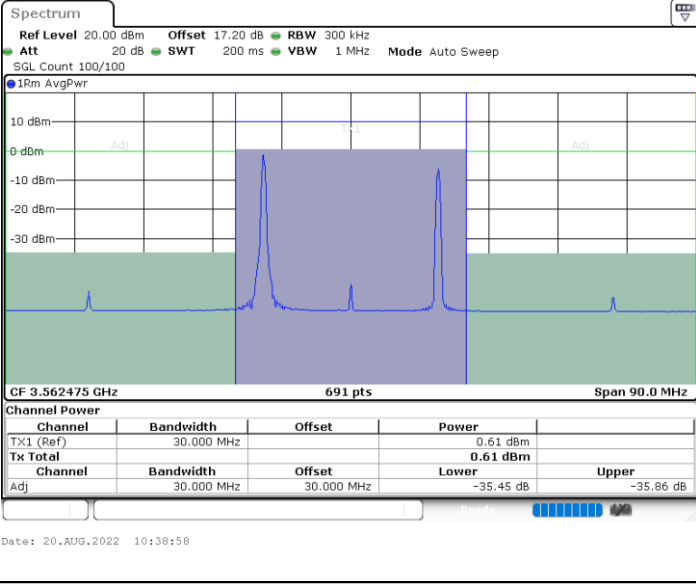 Spectrum
Ref Level 20.00 dBm Offset 17.20 dB RBW 300 kHz
Att 20 dB SWT 200 ms VBW 1 MHz Mode Auto Sweep
SGL Count 100/100
1Rm AvgPwr
10 dBm
Tx1
Adj
Adj
0 dBm
-10 dBm
-20 dBm
-30 dBm
CF 3.562475 GHz 691 pts Span 90.0 MHz
Channel Power
Channel Bandwidth Offset Power
TX1 (Ref) 30.000 MHz 0.61 dBm
Tx Total 0.61 dBm
Channel Bandwidth Offset Lower Upper
Adj 30.000 MHz 30.000 MHz -35.45 dB -35.86 dB
Ready
Date: 20.AUG.2022 10:38:58